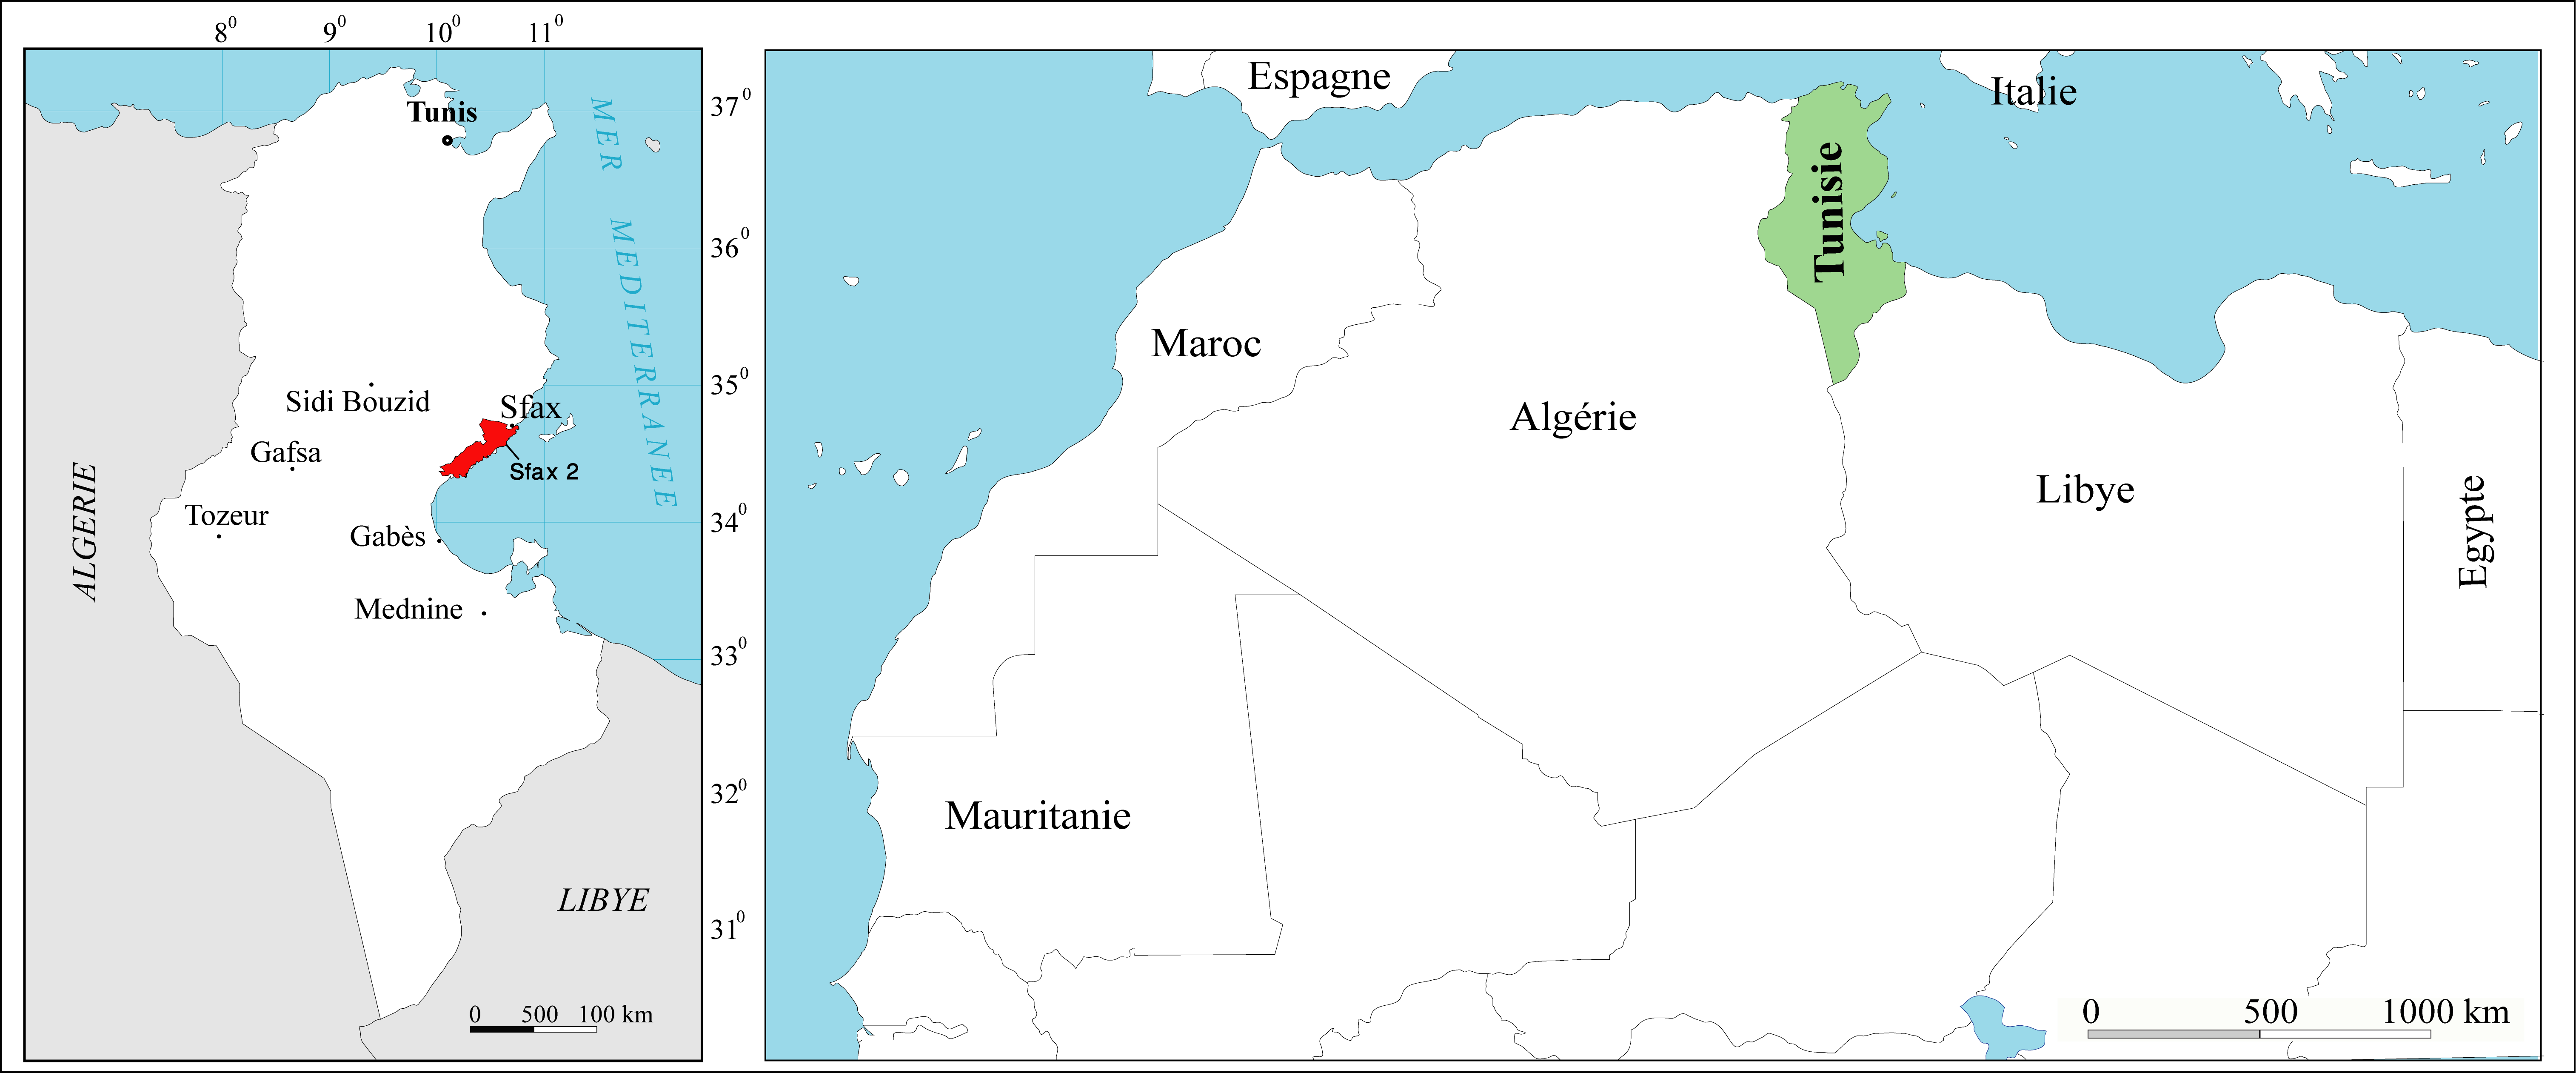 8⁰ 9⁰ 10⁰ 11⁰
Tunis
37⁰
MER MEDITERRANEE
36⁰
35⁰
Sidi Bouzid
Sfax
Gafsa
Sfax 2
ALGERIE
Tozeur
34⁰
Gabès
Mednine
33⁰
32⁰
LIBYE
31⁰
0 500 100 km
Espagne
Italie
Tunisie
Maroc
Algérie
Libye
Egypte
Mauritanie
0 500 1000 km